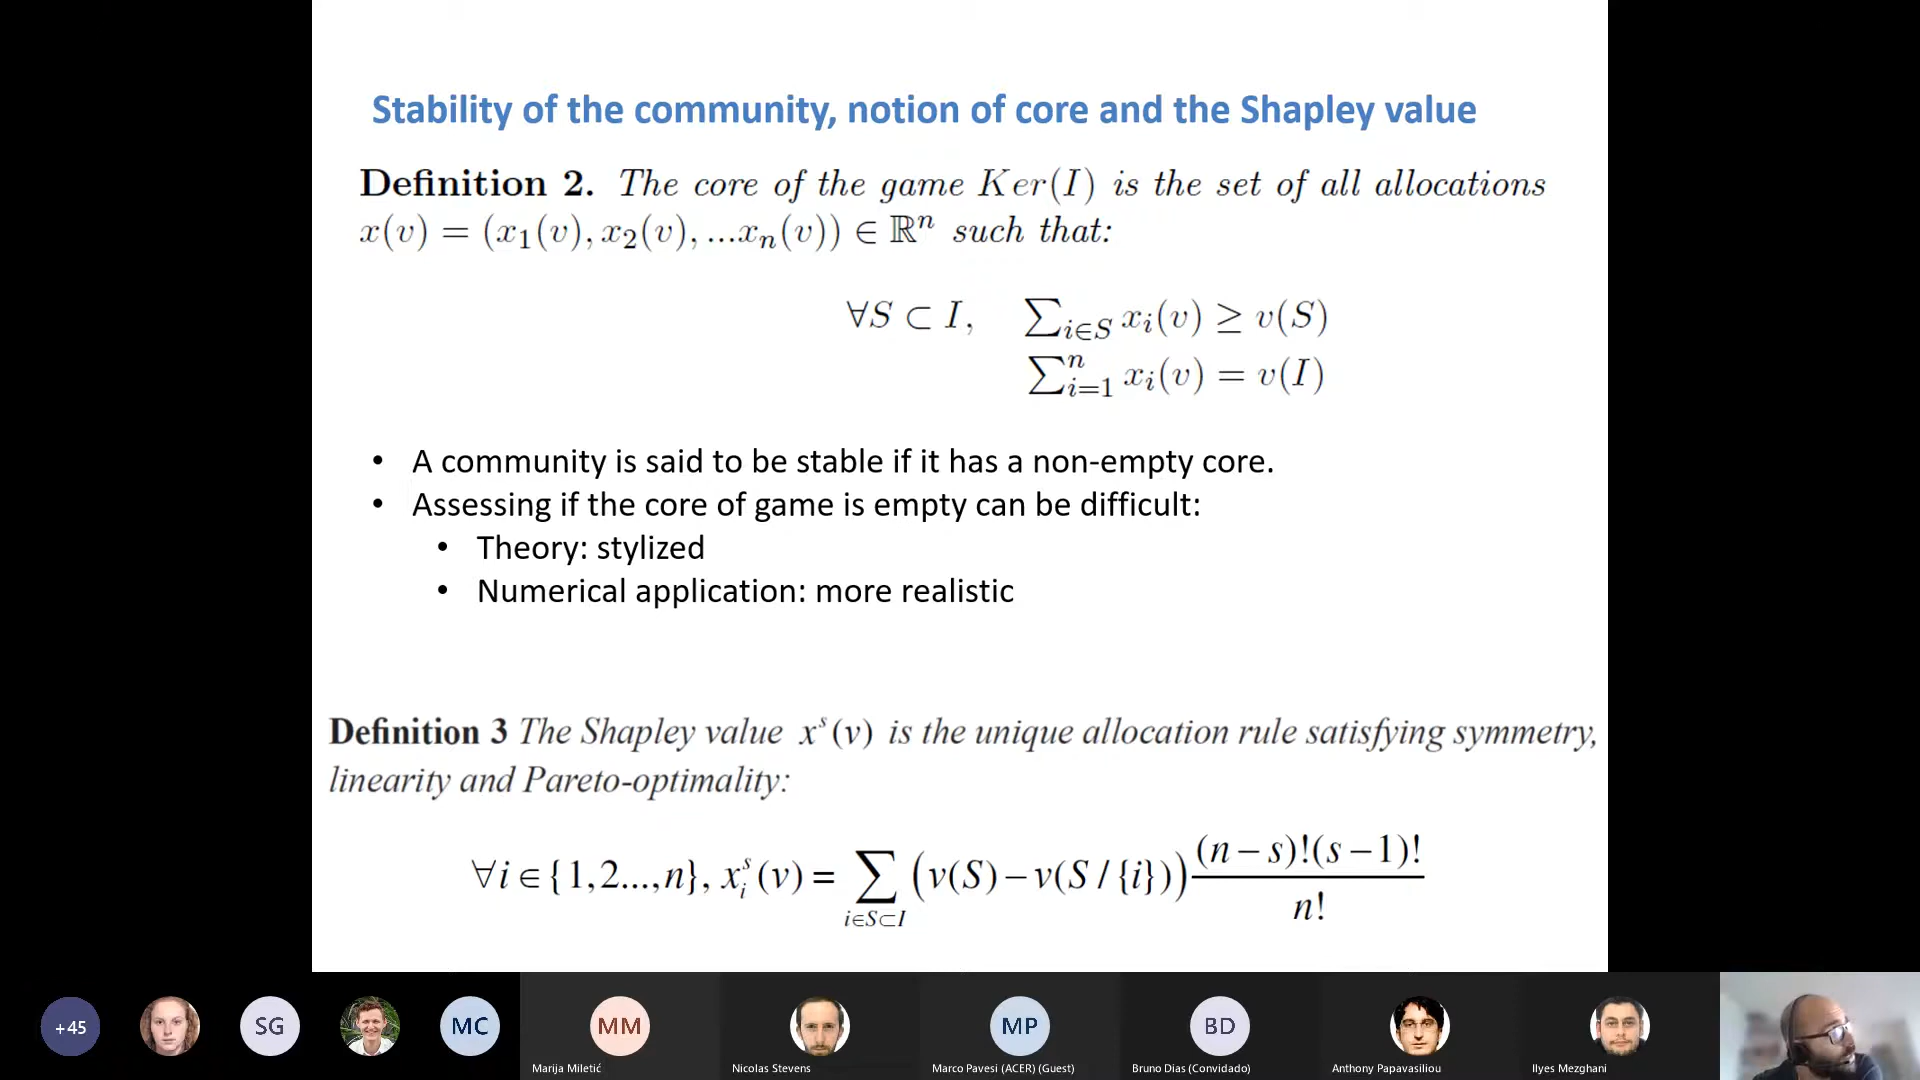 Stability of the community, notion of core and the Shapley value
Definition 2. The core of the game Ker(I) is the set of all allocations
x(v) = (x₁(v), x₂(v), ...xₙ(v)) ∈ ℝⁿ such that:
∀S ⊂ I, ∑_{i∈S} xᵢ(v) ≥ v(S)
∑_{i=1}^{n} xᵢ(v) = v(I)
• A community is said to be stable if it has a non-empty core.
• Assessing if the core of game is empty can be difficult:
• Theory: stylized
• Numerical application: more realistic
Definition 3 The Shapley value xˢ(v) is the unique allocation rule satisfying symmetry,
linearity and Pareto-optimality:
∀i ∈ {1,2...,n}, x_i^s(v) = ∑_{i∈S⊂I} (v(S) − v(S / {i})) (n − s)!(s − 1)! / n!
+45
SG
MC
MM
MP
BD
Marija Miletić
Nicolas Stevens
Marco Pavesi (ACER) (Guest)
Bruno Dias (Convidado)
Anthony Papavasiliou
Ilyes Mezghani